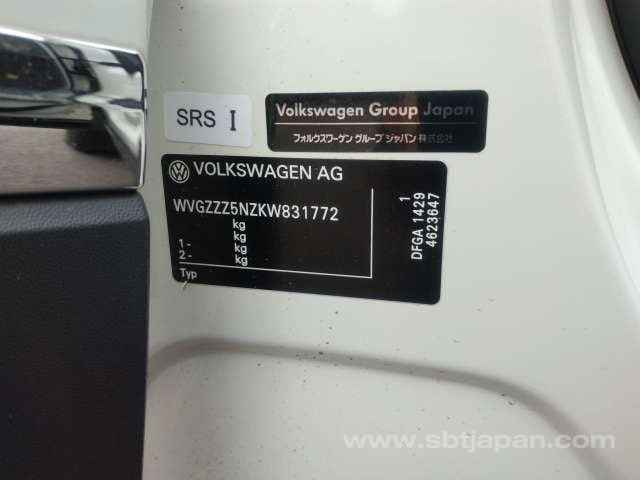 SRS I
Volkswagen Group Japan
フォルクスワーゲン グループ ジャパン 株式会社
VOLKSWAGEN AG
WVGZZZ5NZKW831772
kg
kg
1 - kg
2 - kg
Typ
DFGA 1429 1
4623647
www.sbtjapan.com